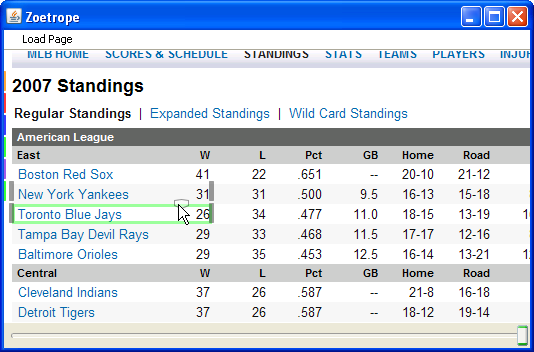 Zoetrope
Load Page
MLB HOME SCORES & SCHEDULE STANDINGS STATS TEAMS PLAYERS
2007 Standings
Regular Standings | Expanded Standings | Wild Card Standings
American League
East W L Pct GB Home Road
Boston Red Sox 41 22 .651 -- 20-10 21-12
New York Yankees 31 31 .500 9.5 16-13 15-18
Toronto Blue Jays 26 34 .477 11.0 18-15 13-19
Tampa Bay Devil Rays 29 33 .468 11.5 17-17 12-16
Baltimore Orioles 29 35 .453 12.5 16-14 13-21
Central W L Pct GB Home Road
Cleveland Indians 37 26 .587 -- 21-8 16-18
Detroit Tigers 37 26 .587 -- 18-12 19-14